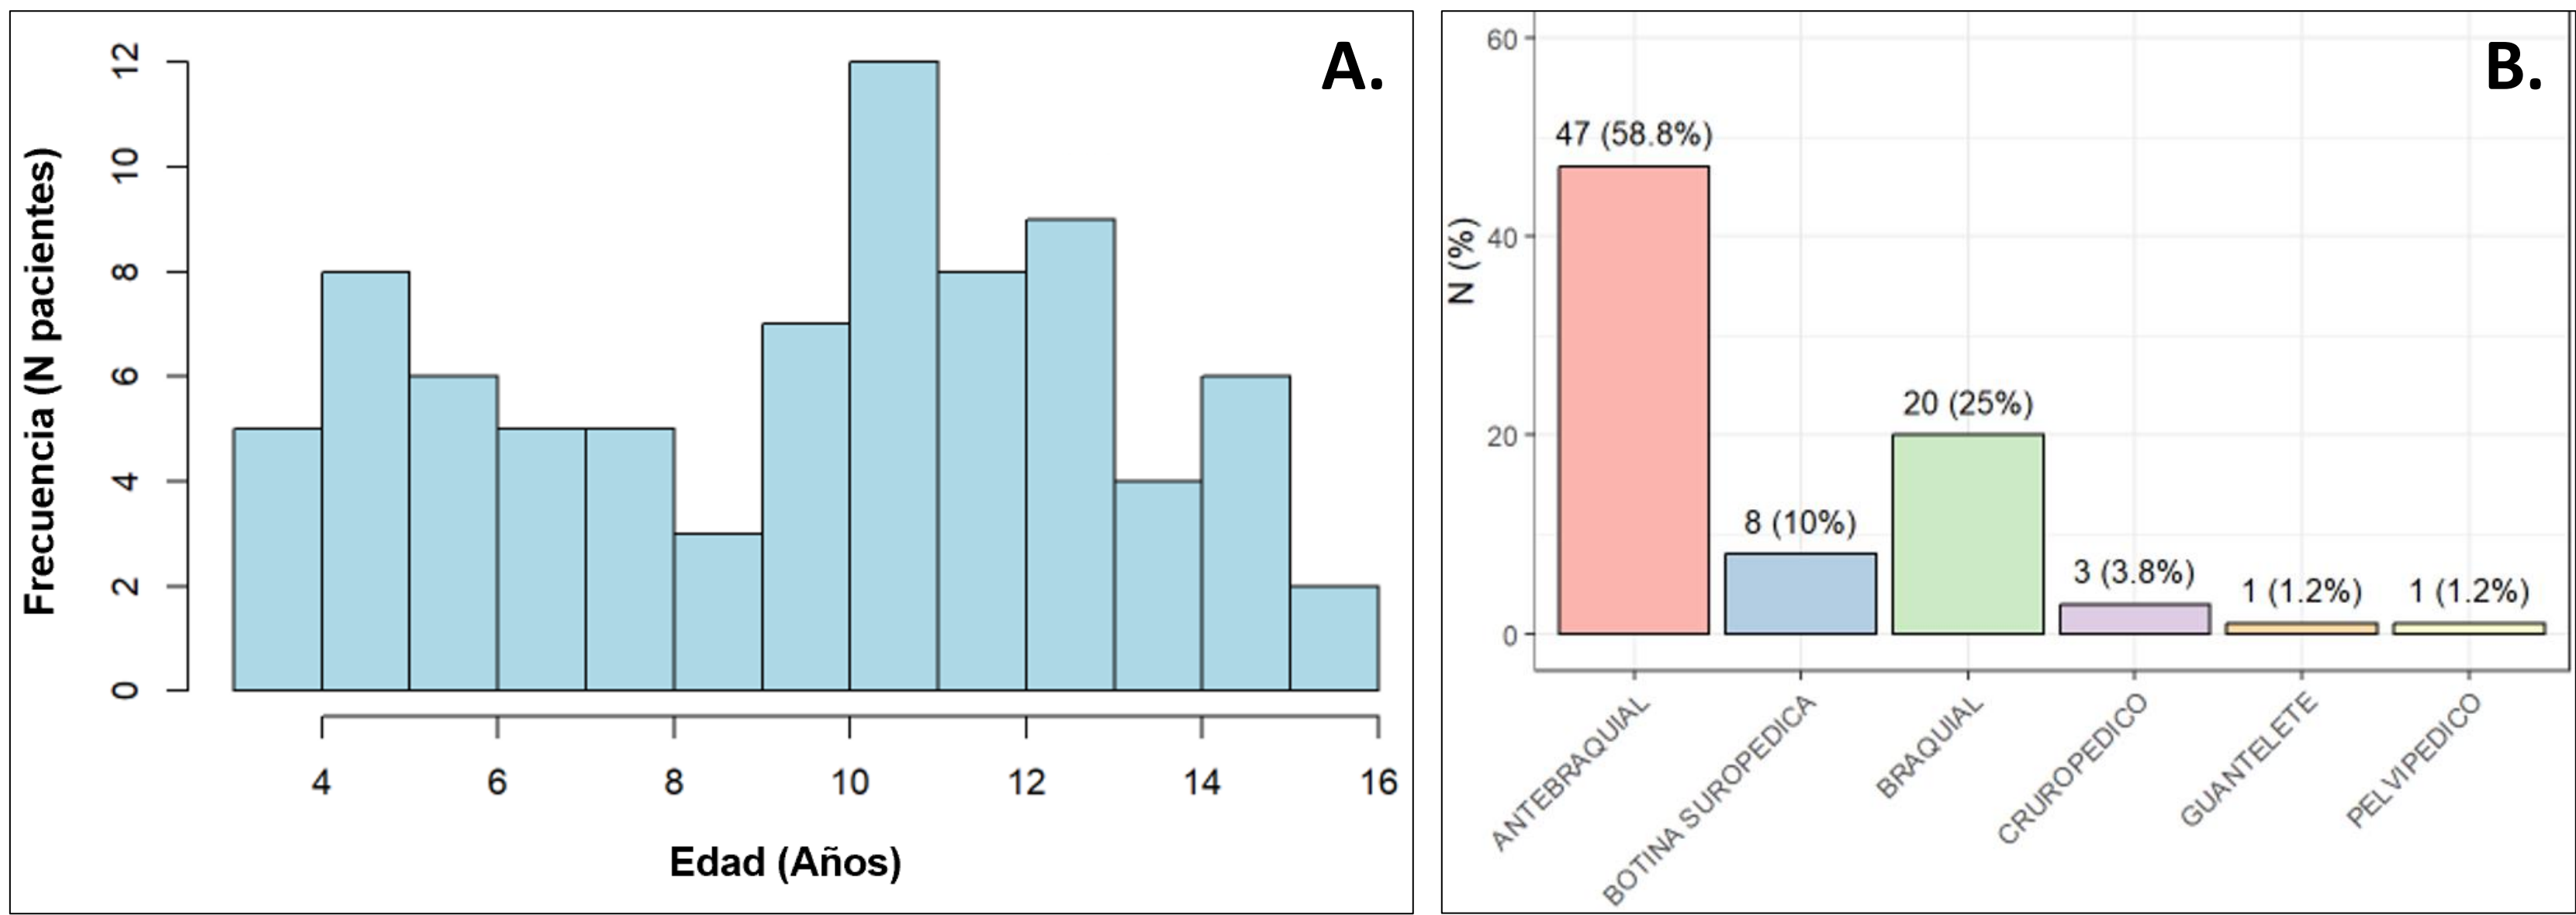 A.
Frecuencia (N pacientes)
12
10
8
6
4
2
0
4 6 8 10 12 14 16
Edad (Años)
B.
N (%)
60
40
20
0
47 (58.8%)
8 (10%)
20 (25%)
3 (3.8%)
1 (1.2%)
1 (1.2%)
ANTEBRAQUIAL
BOTINA SUROPEDICA
BRAQUIAL
CRUROPEDICO
GUANTELETE
PELVIPEDICO